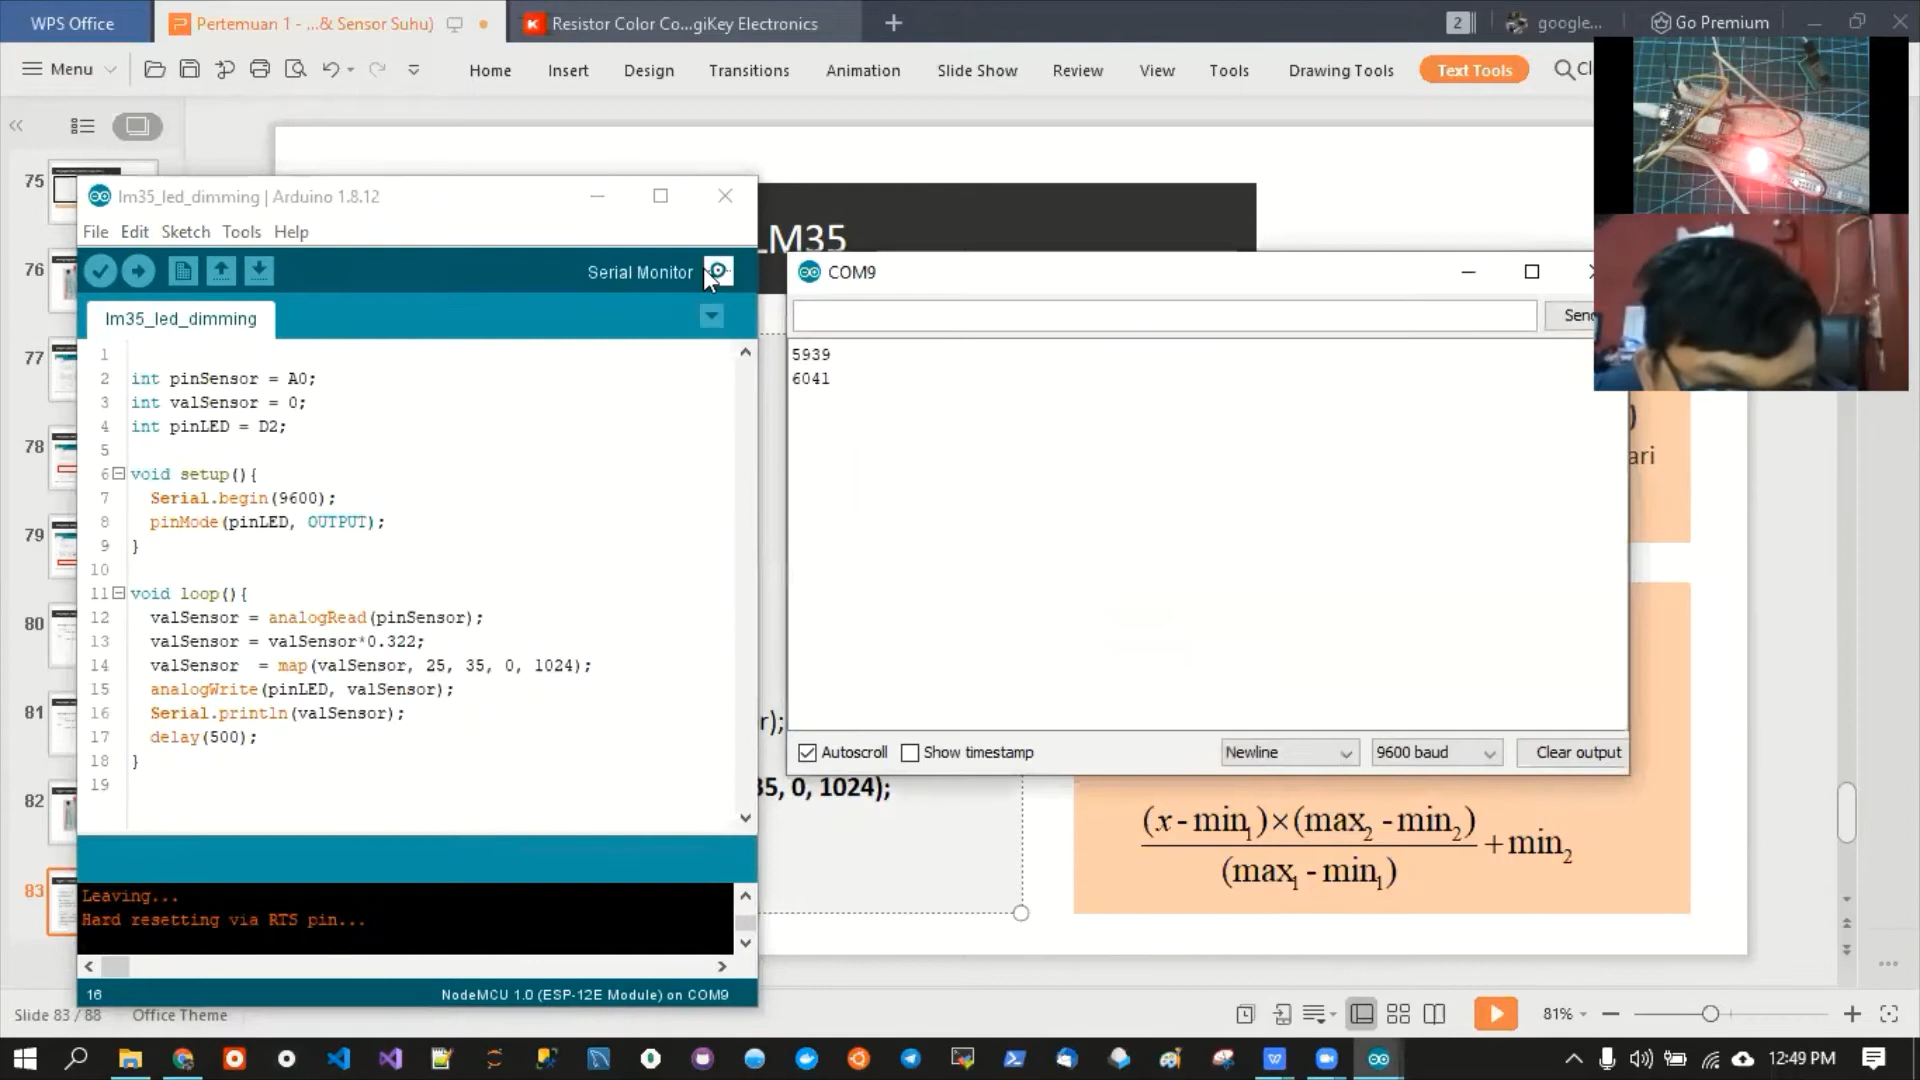 WPS Office
Pertemuan 1 - ...& Sensor Suhu)
Resistor Color Co...giKey Electronics
2
google...
Go Premium
Menu
Home
Insert
Design
Transitions
Animation
Slide Show
Review
View
Tools
Drawing Tools
Text Tools
75
76
77
78
79
80
81
82
83
lm35_led_dimming | Arduino 1.8.12
File Edit Sketch Tools Help
Serial Monitor
lm35_led_dimming
1
2 int pinSensor = A0;
3 int valSensor = 0;
4 int pinLED = D2;
5
6 void setup(){
7 Serial.begin(9600);
8 pinMode(pinLED, OUTPUT);
9 }
10
11 void loop(){
12 valSensor = analogRead(pinSensor);
13 valSensor = valSensor*0.322;
14 valSensor  = map(valSensor, 25, 35, 0, 1024);
15 analogWrite(pinLED, valSensor);
16 Serial.println(valSensor);
17 delay(500);
18 }
19
Leaving...
Hard resetting via RTS pin...
16
NodeMCU 1.0 (ESP-12E Module) on COM9
LM35
COM9
Send
5939
6041
Autoscroll
Show timestamp
Newline
9600 baud
Clear output
)
ari
r);
35, 0, 1024);
(x - min1) × (max2 - min2)
(max1 - min1)
+ min2
Slide 83 / 88
Office Theme
81%
12:49 PM